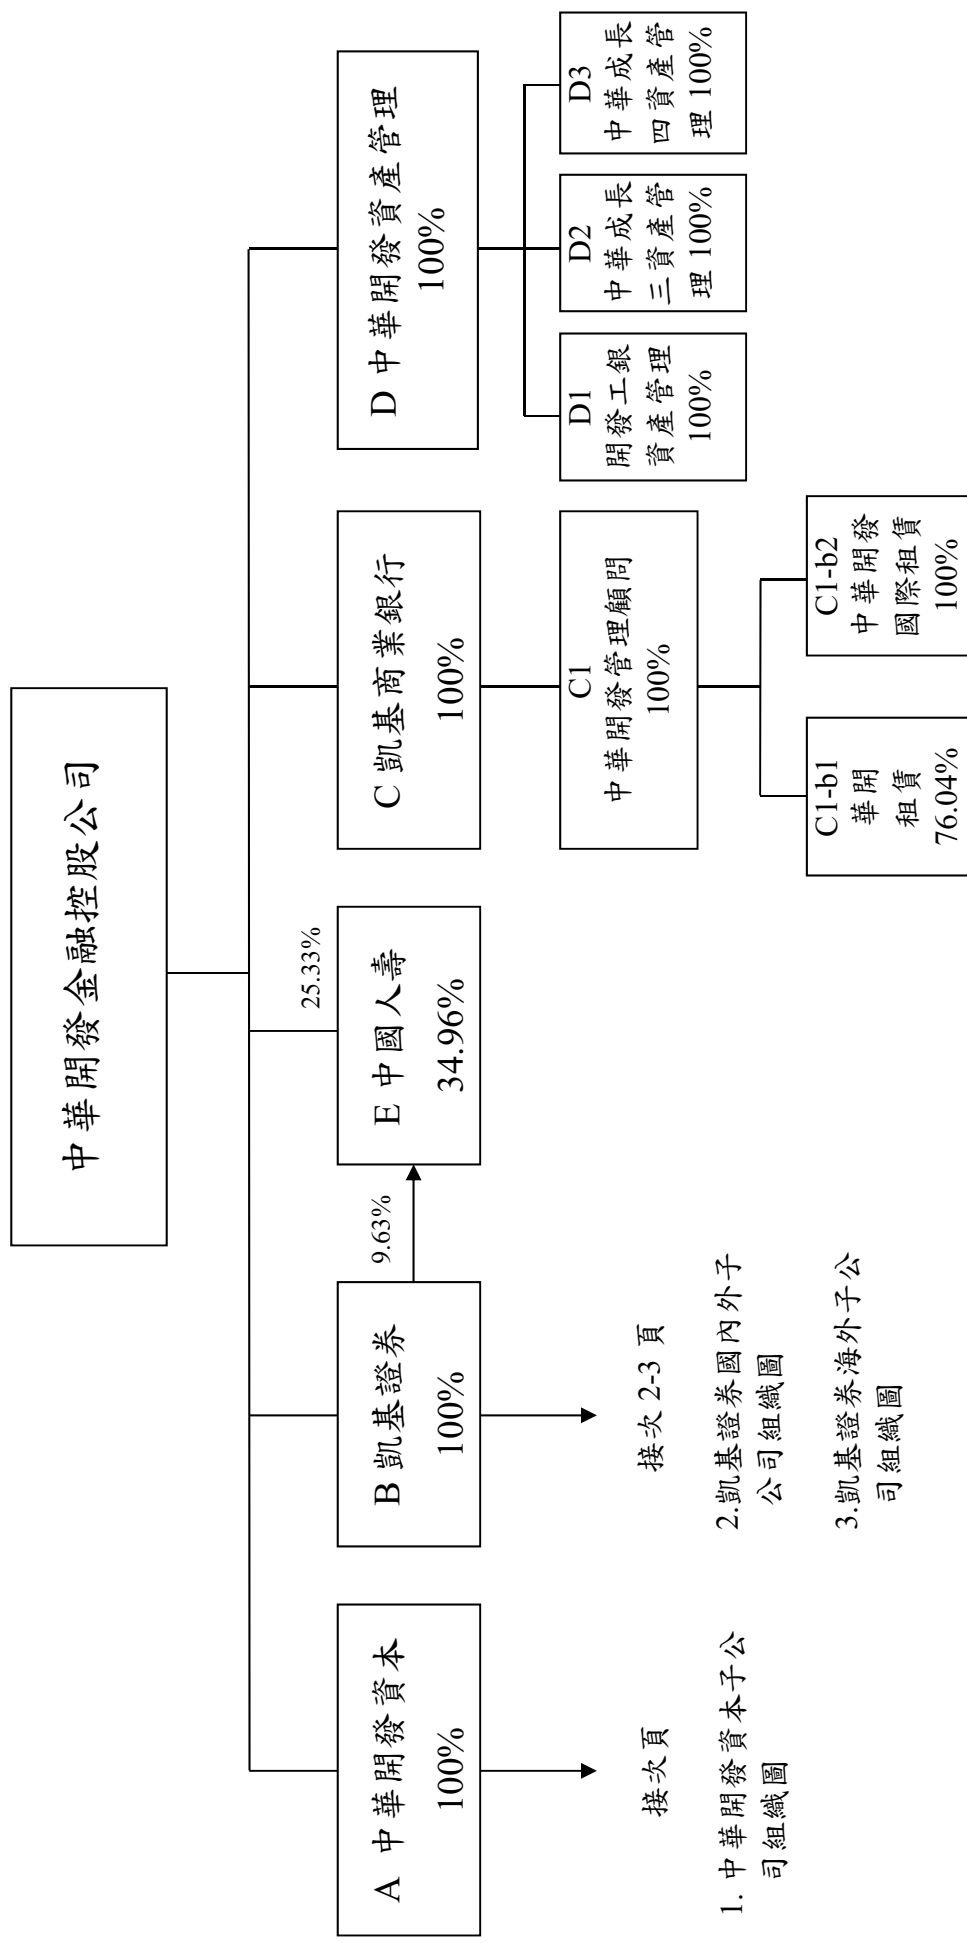 中華開發金融控股公司
A 中華開發資本
100%
B 凱基證券
100%
9.63%
25.33%
E 中國人壽
34.96%
C 凱基商業銀行
100%
D 中華開發資產管理
100%
接次頁
1. 中華開發資本子公
司組織圖
接次 2-3 頁
2.凱基證券國內外子
公司組織圖
3.凱基證券海外子公
司組織圖
C1
中華開發管理顧問
100%
C1-b1
華開
租賃
76.04%
C1-b2
中華開發
國際租賃
100%
D1
開發工銀
資產管理
100%
D2
中華成長
三資產管
理 100%
D3
中華成長
四資產管
理 100%